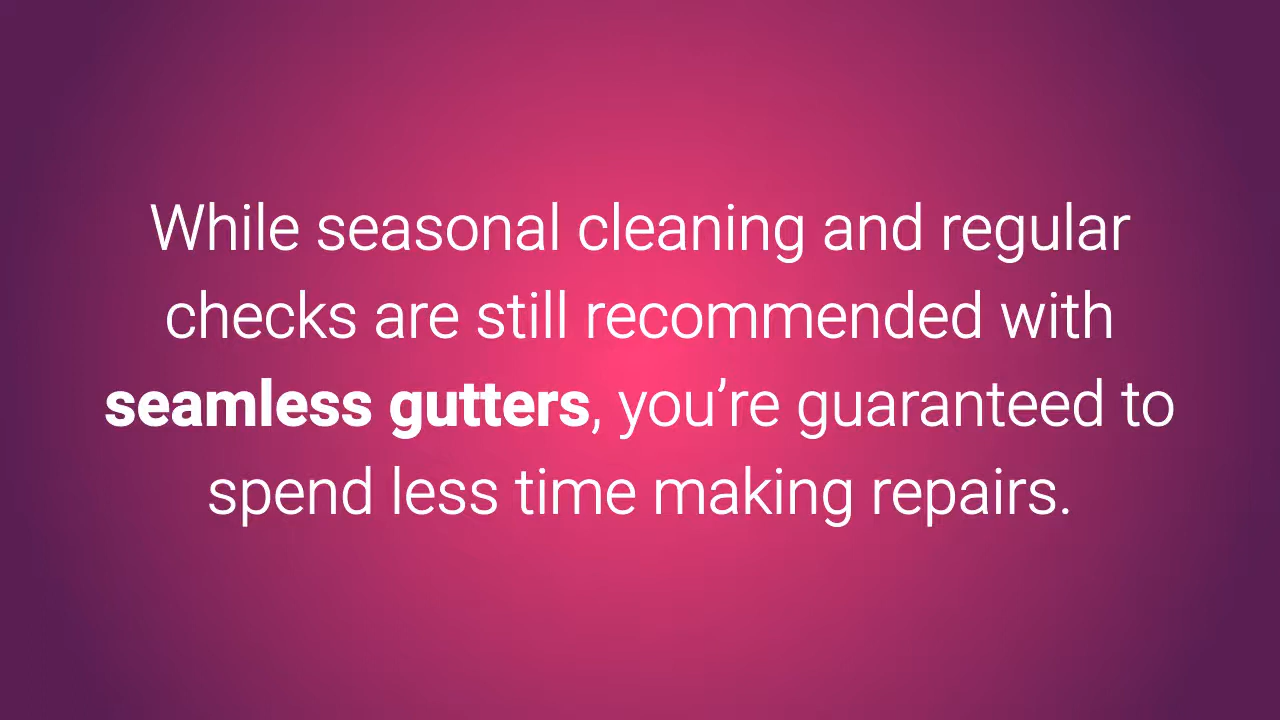 While seasonal cleaning and regular
checks are still recommended with
seamless gutters, you’re guaranteed to
spend less time making repairs.